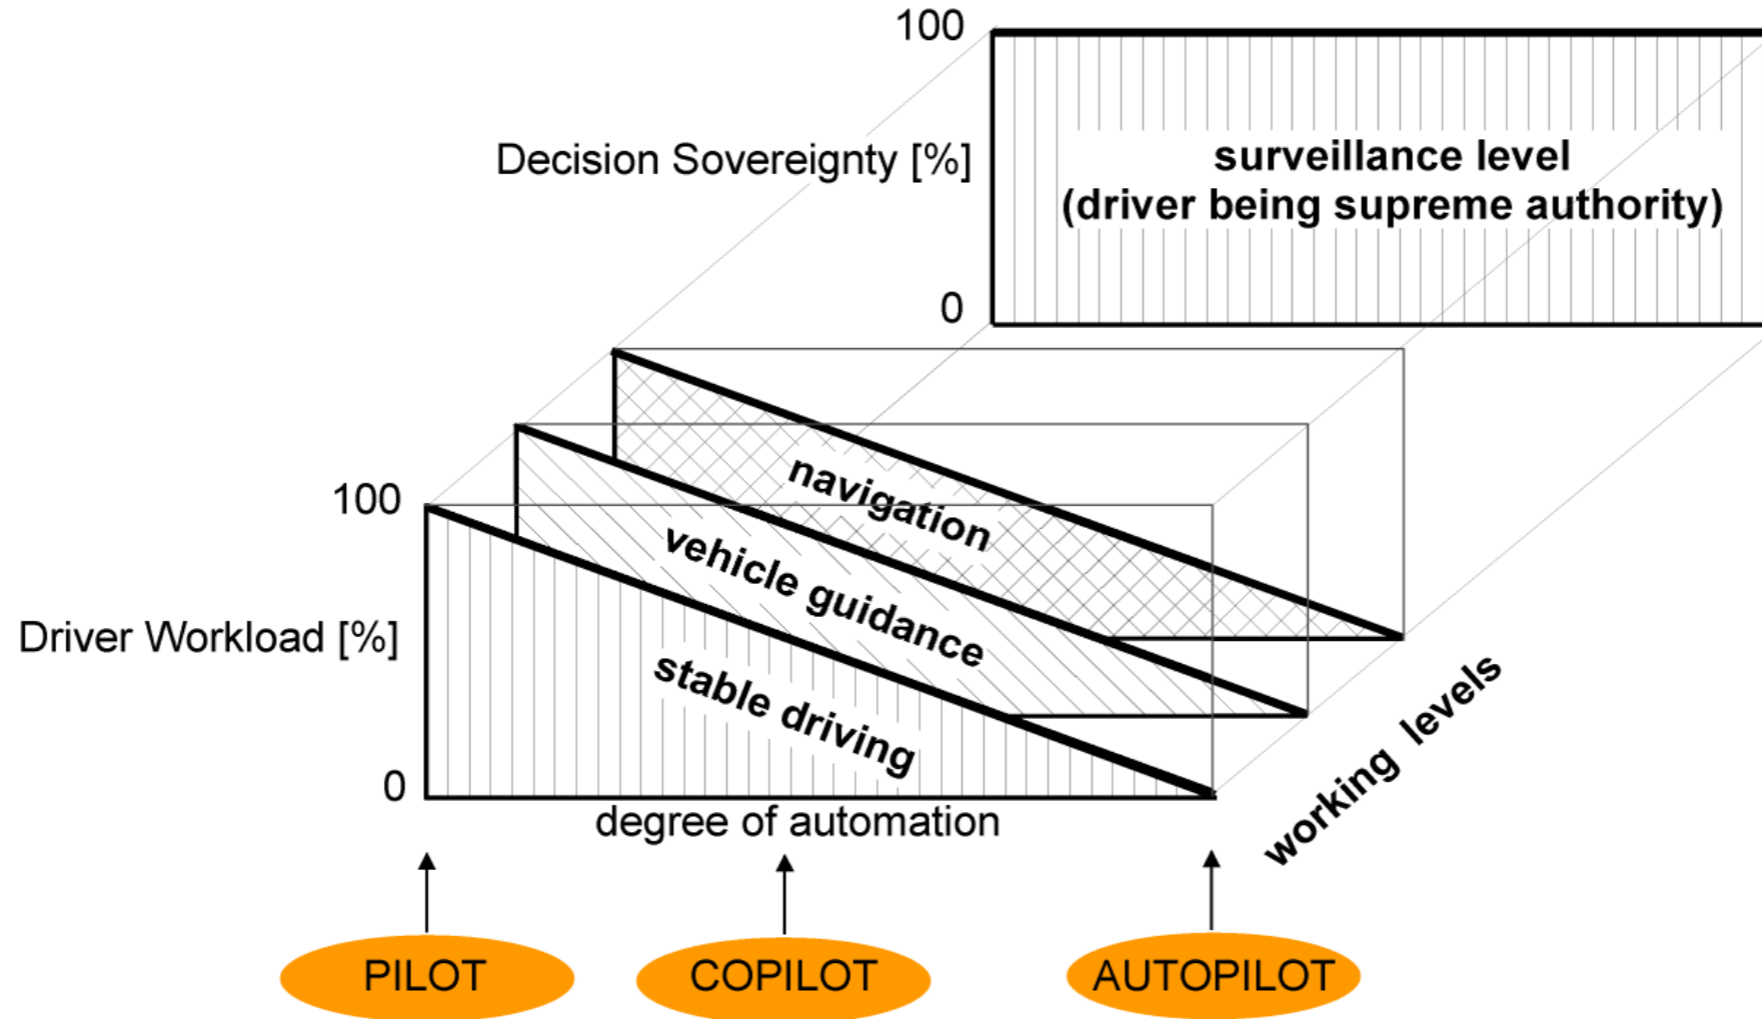 100
Decision Sovereignty [%]
surveillance level
(driver being supreme authority)
0
navigation
vehicle guidance
stable driving
100
Driver Workload [%]
0
degree of automation
working levels
PILOT
COPILOT
AUTOPILOT